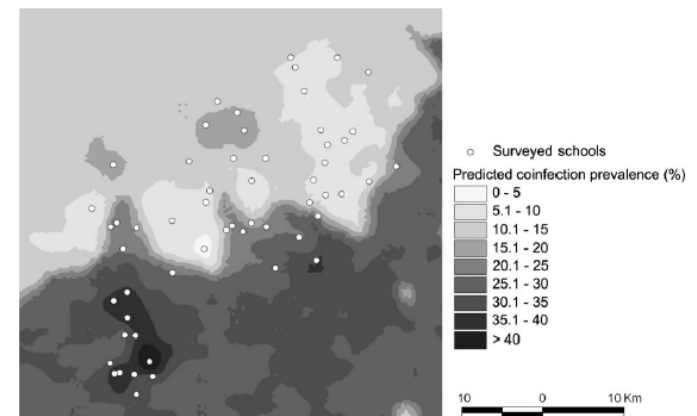 Surveyed schools
Predicted coinfection prevalence (%)
0 - 5
5.1 - 10
10.1 - 15
15.1 - 20
20.1 - 25
25.1 - 30
30.1 - 35
35.1 - 40
> 40
10 0 10 Km